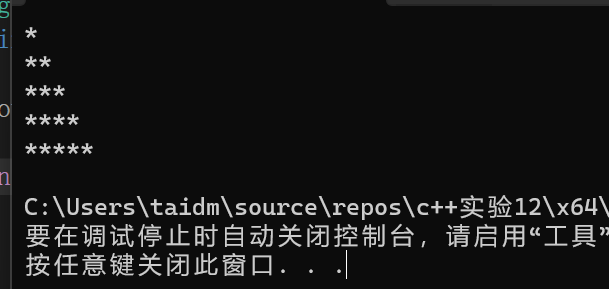 *
**
***
****
*****
C:\Users\taidm\source\repos\c++实验12\x64\
要在调试停止时自动关闭控制台，请启用“工具”
按任意键关闭此窗口. . .